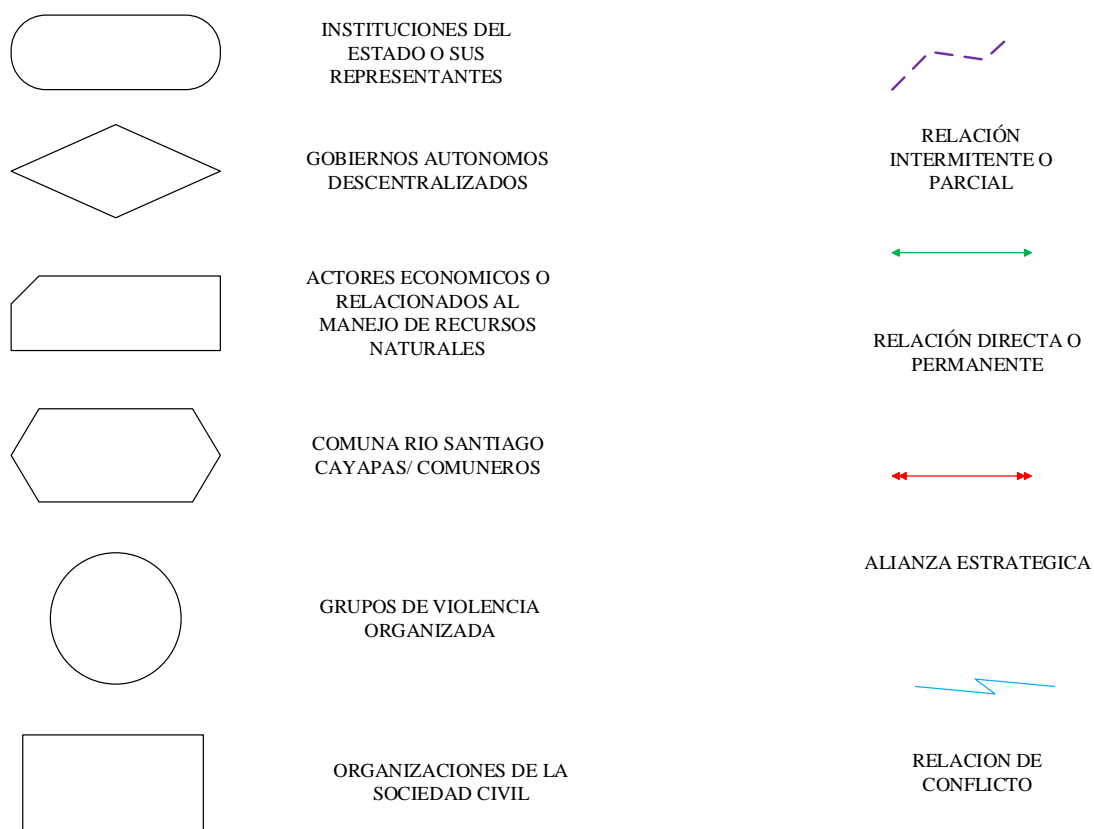 INSTITUCIONES DEL
ESTADO O SUS
REPRESENTANTES
GOBIERNOS AUTONOMOS
DESCENTRALIZADOS
ACTORES ECONOMICOS O
RELACIONADOS AL
MANEJO DE RECURSOS
NATURALES
COMUNA RIO SANTIAGO
CAYAPAS/ COMUNEROS
GRUPOS DE VIOLENCIA
ORGANIZADA
ORGANIZACIONES DE LA
SOCIEDAD CIVIL
RELACIÓN
INTERMITENTE O
PARCIAL
RELACIÓN DIRECTA O
PERMANENTE
ALIANZA ESTRATEGICA
RELACION DE
CONFLICTO